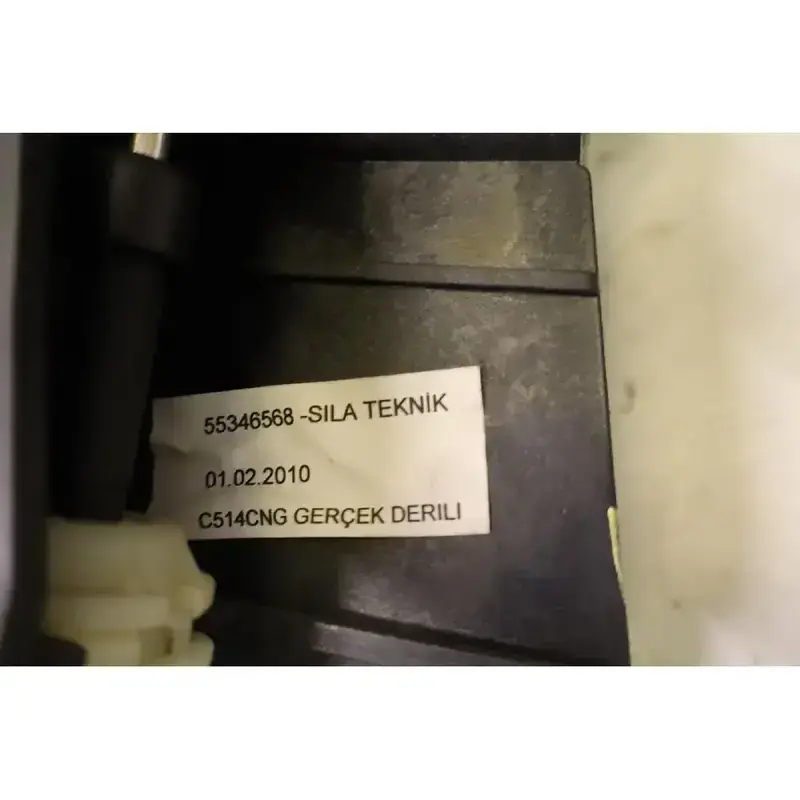 55346568 -SILA TEKNİK
01.02.2010
C514CNG GERÇEK DERILI